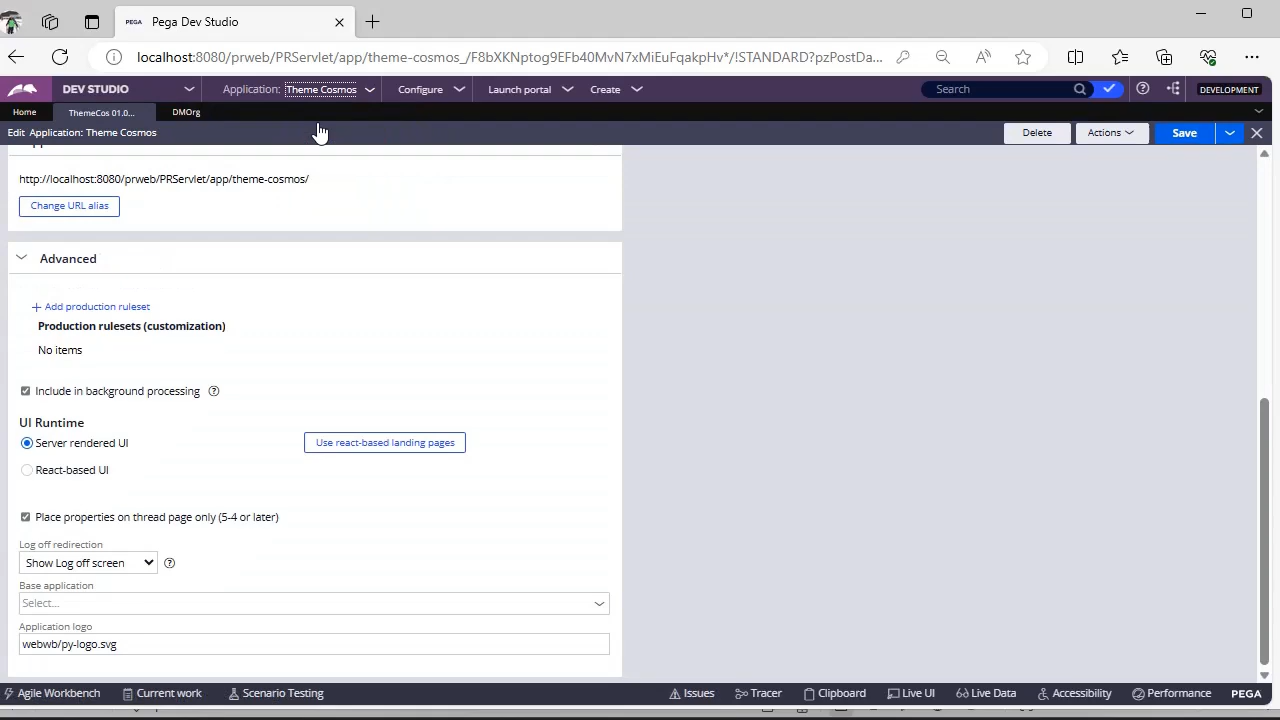 PEGA Pega Dev Studio
localhost:8080/prweb/PRServlet/app/theme-cosmos_/F8bXKNptog9EFb40MvN7xMiEuFqakpHv*/!STANDARD?pzPostDa...
DEV STUDIO Application: Theme Cosmos Configure Launch portal Create Search DEVELOPMENT
Home ThemeCos 01.0... DMOrg
Edit Application: Theme Cosmos Delete Actions Save
http://localhost:8080/prweb/PRServlet/app/theme-cosmos/
Change URL alias
Advanced
+ Add production ruleset
Production rulesets (customization)
No items
Include in background processing
UI Runtime
Server rendered UI Use react-based landing pages
React-based UI
Place properties on thread page only (5-4 or later)
Log off redirection
Show Log off screen
Base application
Select...
Application logo
webwb/py-logo.svg
Agile Workbench Current work Scenario Testing Issues Tracer Clipboard Live UI Live Data Accessibility Performance PEGA